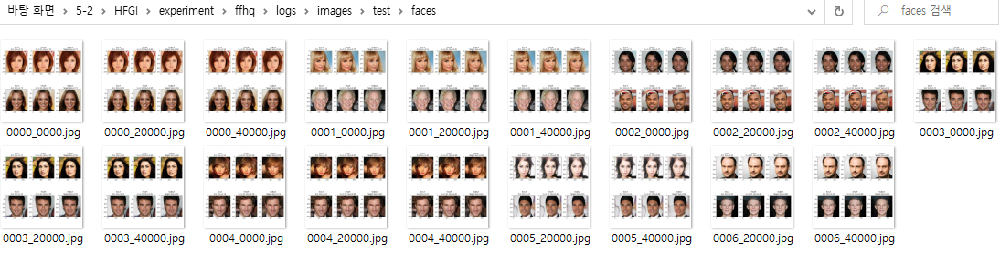 바탕 화면 > 5-2 > HFGI > experiment > ffhq > logs > images > test > faces
faces 검색
0000_0000.jpg 0000_20000.jpg 0000_40000.jpg 0001_0000.jpg 0001_20000.jpg 0001_40000.jpg 0002_0000.jpg 0002_20000.jpg 0002_40000.jpg 0003_0000.jpg
0003_20000.jpg 0003_40000.jpg 0004_0000.jpg 0004_20000.jpg 0004_40000.jpg 0005_20000.jpg 0005_40000.jpg 0006_20000.jpg 0006_40000.jpg